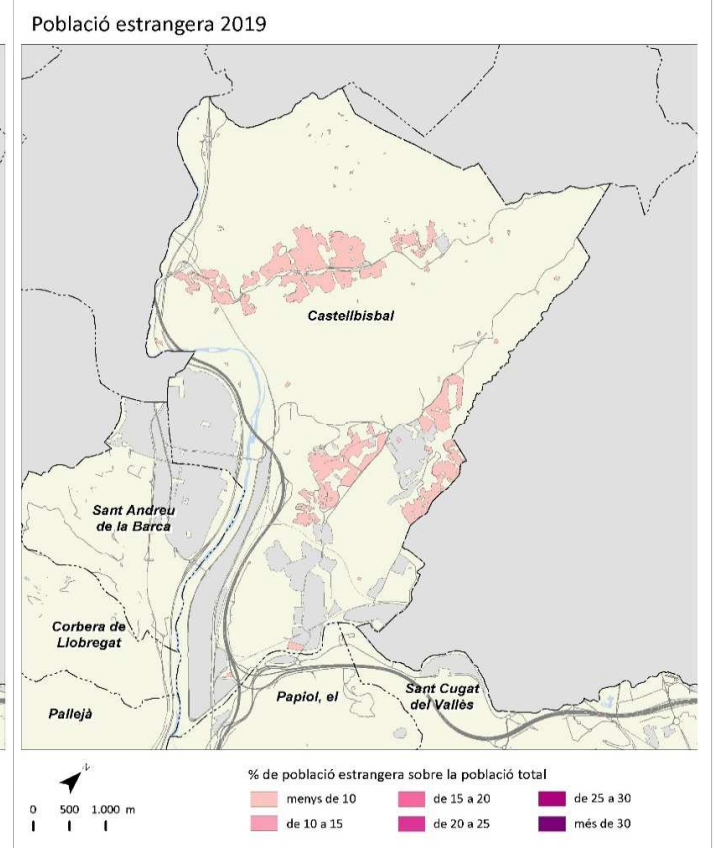 Població estrangera 2019
Castellbisbal
Sant Andreu
de la Barca
Corbera de
Llobregat
Pallejà
Papiol, el
Sant Cugat
del Vallès
N
0 500 1.000 m
% de població estrangera sobre la població total
menys de 10
de 10 a 15
de 15 a 20
de 20 a 25
de 25 a 30
més de 30